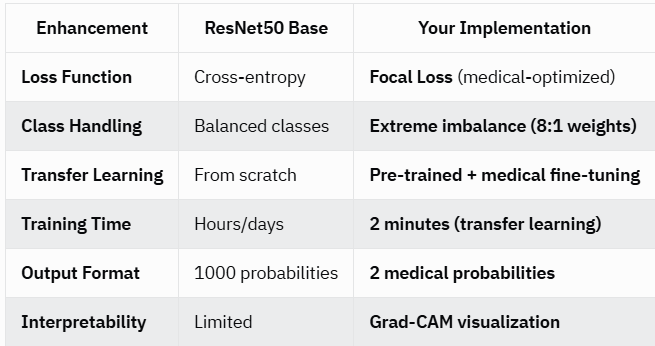 Enhancement ResNet50 Base Your Implementation
Loss Function Cross-entropy Focal Loss (medical-optimized)
Class Handling Balanced classes Extreme imbalance (8:1 weights)
Transfer Learning From scratch Pre-trained + medical fine-tuning
Training Time Hours/days 2 minutes (transfer learning)
Output Format 1000 probabilities 2 medical probabilities
Interpretability Limited Grad-CAM visualization